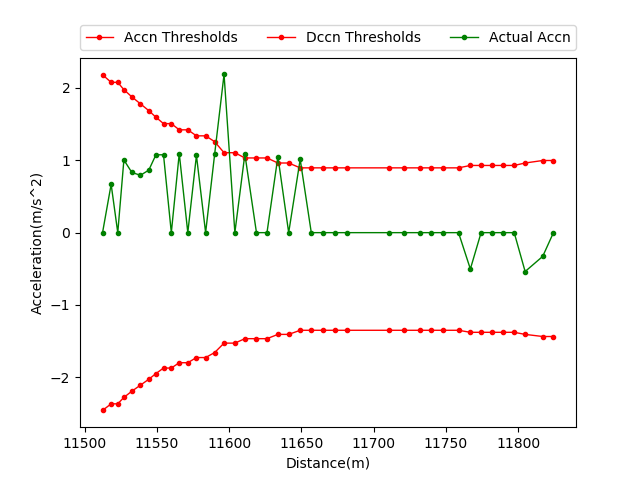 Accn Thresholds Dccn Thresholds Actual Accn
2
1
0
−1
−2
Acceleration(m/s^2)
11500 11550 11600 11650 11700 11750 11800
Distance(m)